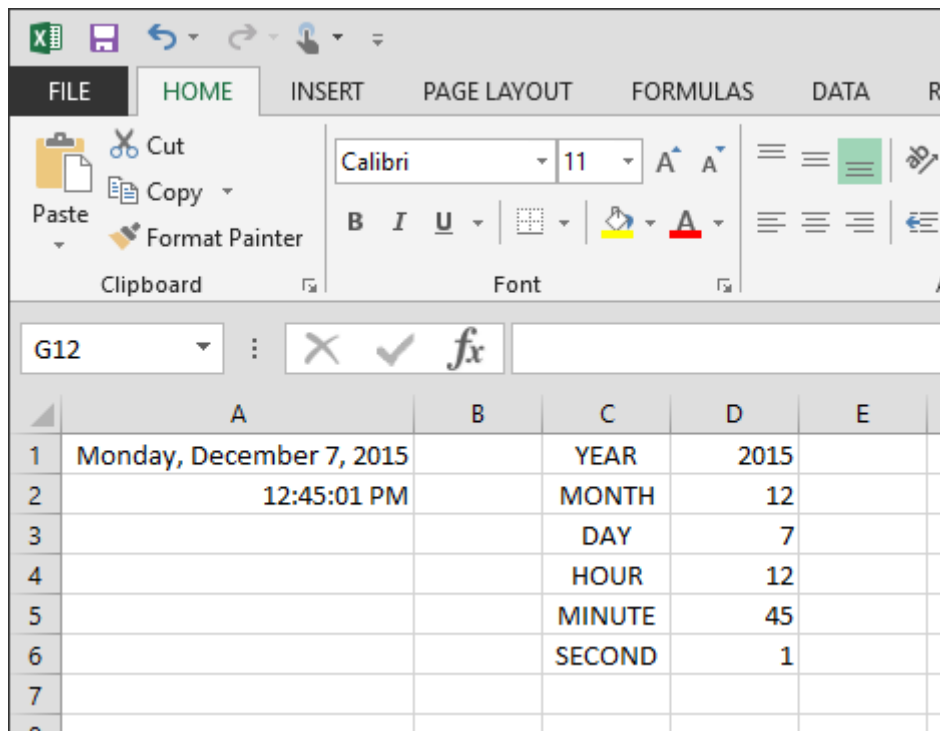 FILE HOME INSERT PAGE LAYOUT FORMULAS DATA R
Cut
Calibri 11 A A
Copy
Paste
B I U A
Format Painter
Clipboard Font
G12 fx
A B C D E
1 Monday, December 7, 2015 YEAR 2015
2 12:45:01 PM MONTH 12
3 DAY 7
4 HOUR 12
5 MINUTE 45
6 SECOND 1
7